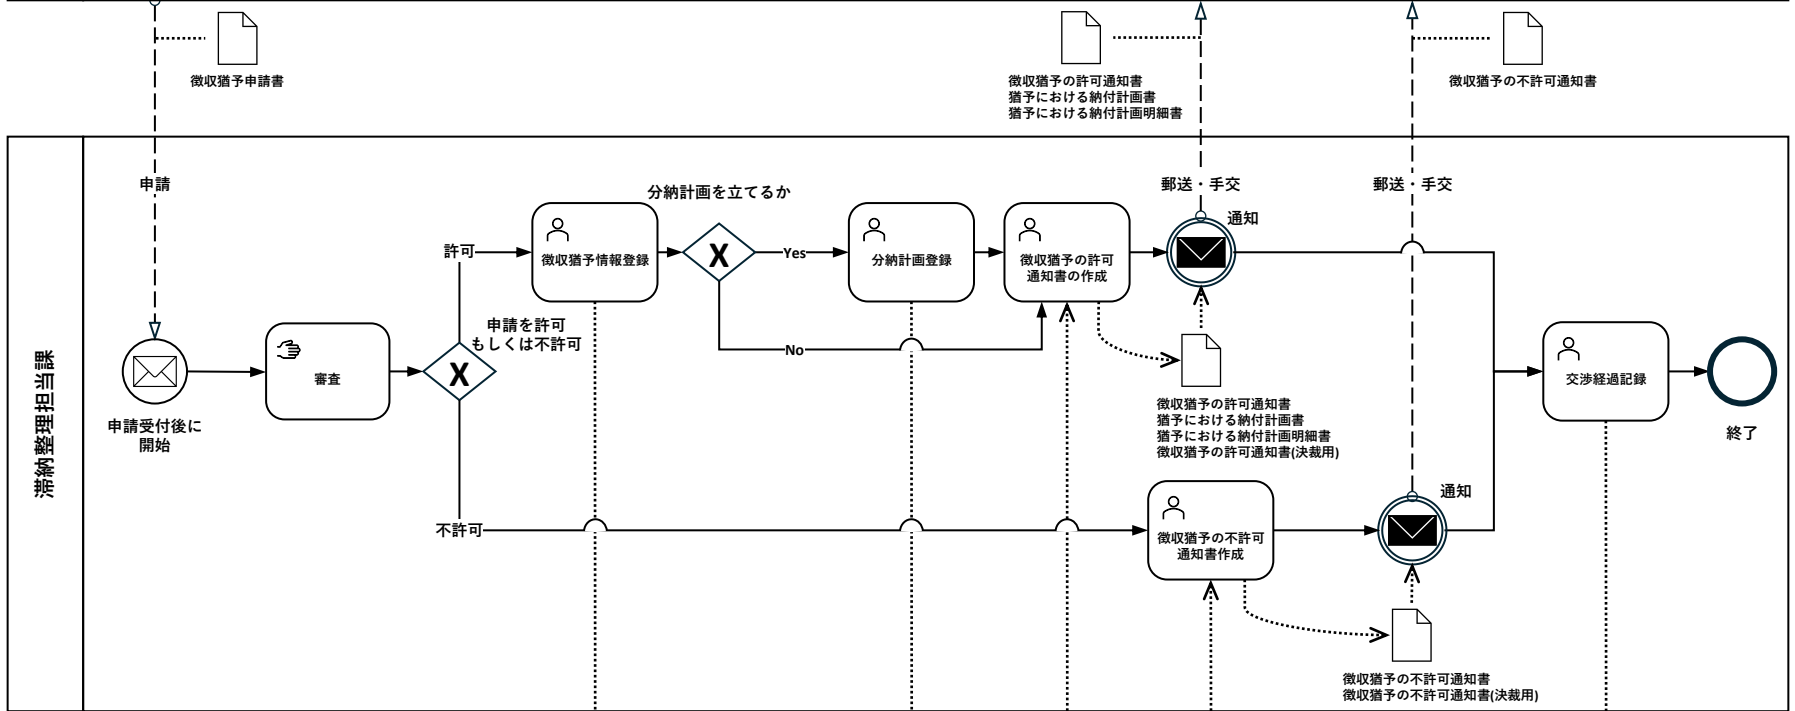 徴収猶予申請書
徴収猶予の許可通知書
猶予における納付計画書
猶予における納付計画明細書
徴収猶予の不許可通知書
申請
郵送・手交
郵送・手交
分納計画を立てるか
通知
許可
徴収猶予情報登録
X
Yes
分納計画登録
徴収猶予の許可
通知書の作成
申請を許可
もしくは不許可
No
滞納整理担当課
審査
X
交渉経過記録
申請受付後に
開始
終了
徴収猶予の許可通知書
猶予における納付計画書
猶予における納付計画明細書
徴収猶予の許可通知書(決裁用)
通知
不許可
徴収猶予の不許可
通知書作成
徴収猶予の不許可通知書
徴収猶予の不許可通知書(決裁用)